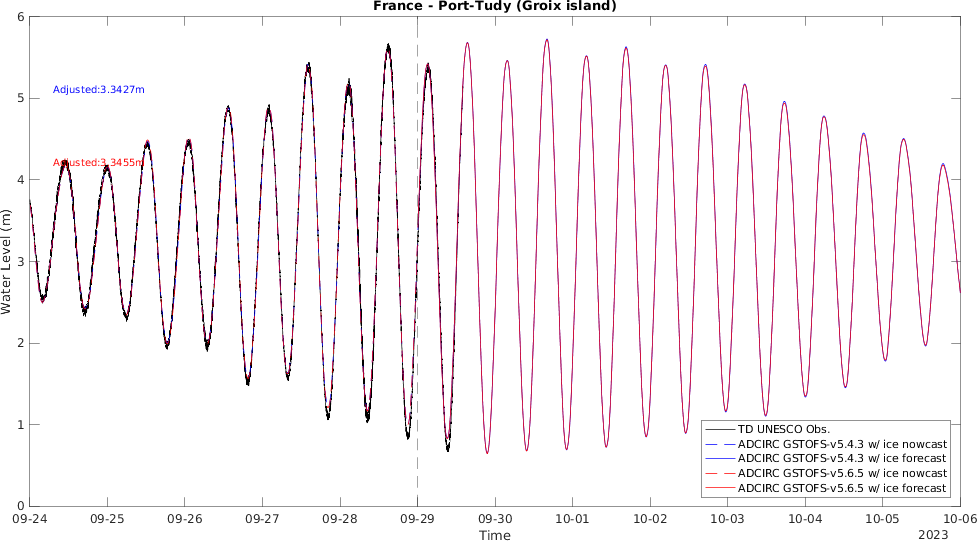 France - Port-Tudy (Groix island)
6
5
4
3
2
1
0
Water Level (m)
Adjusted:3.3427m
Adjusted:3.3455m
TD UNESCO Obs.
ADCIRC GSTOFS-v5.4.3 w/ ice nowcast
ADCIRC GSTOFS-v5.4.3 w/ ice forecast
ADCIRC GSTOFS-v5.6.5 w/ ice nowcast
ADCIRC GSTOFS-v5.6.5 w/ ice forecast
09-24 09-25 09-26 09-27 09-28 09-29 09-30 10-01 10-02 10-03 10-04 10-05 10-06
Time
2023